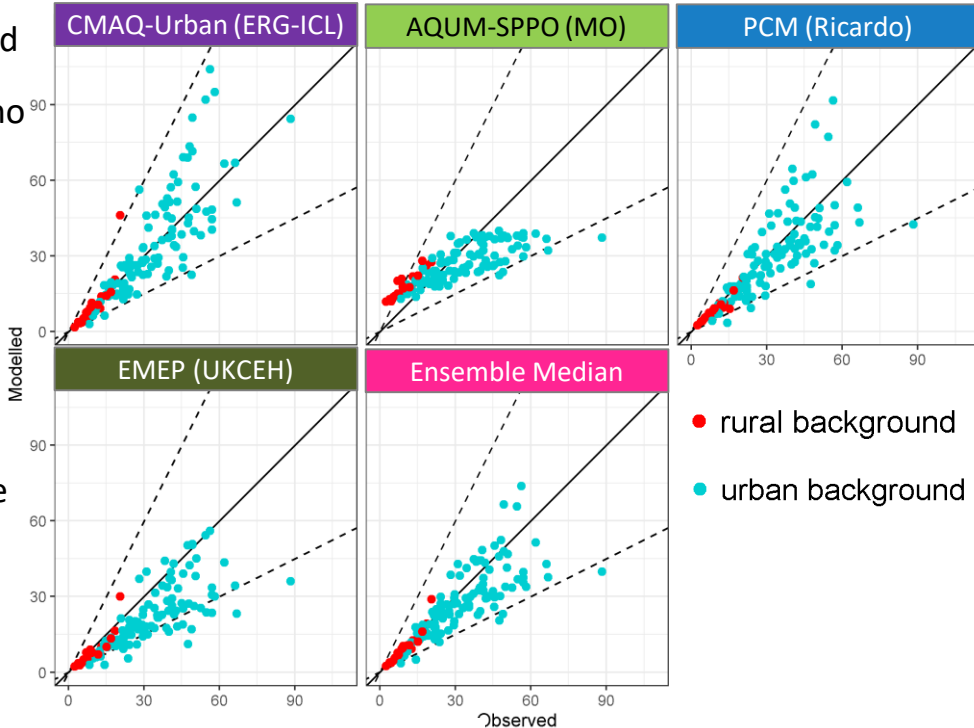 d
no
e
CMAQ-Urban (ERG-ICL)
AQUM-SPPO (MO)
PCM (Ricardo)
90
60
30
0
0
30
60
90
Modelled
EMEP (UKCEH)
Ensemble Median
rural background
urban background
90
60
30
0
0
30
60
90
0
30
60
90
Observed